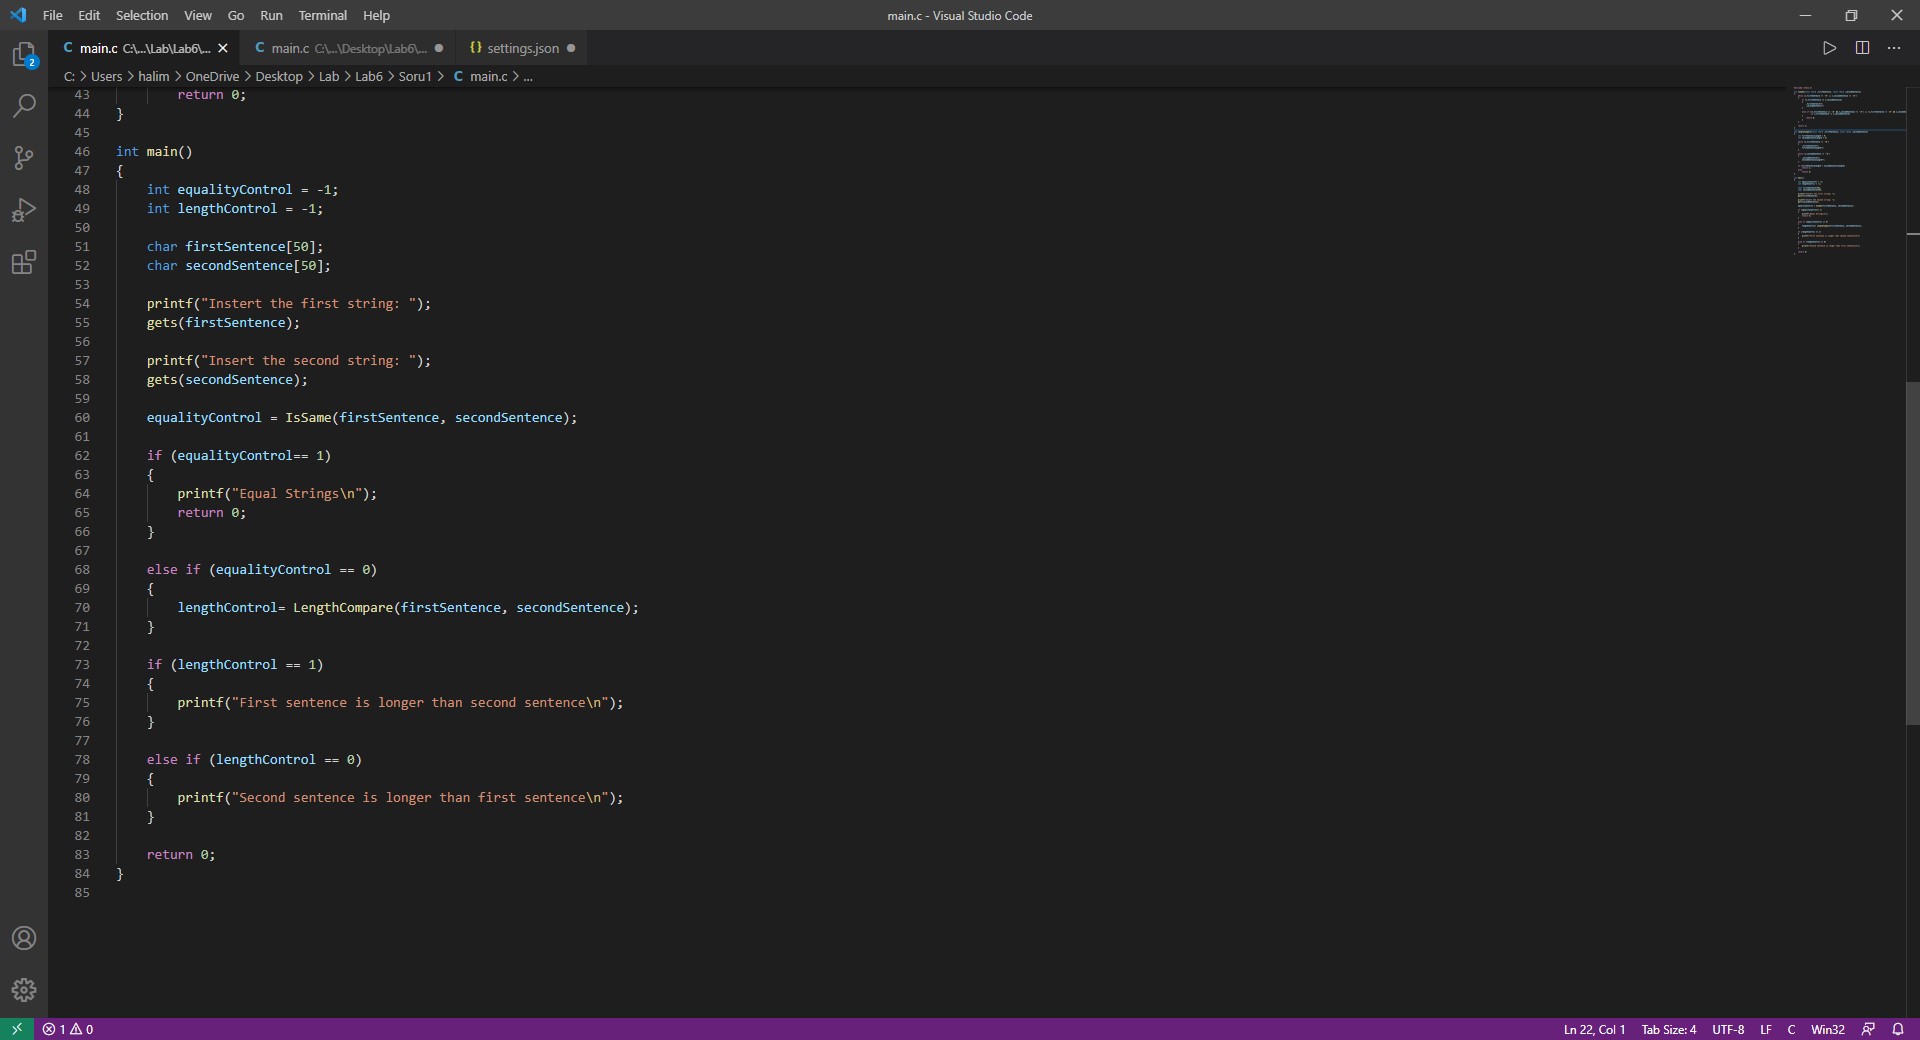 File Edit Selection View Go Run Terminal Help
main.c - Visual Studio Code
C main.c C:\...\Lab\Lab6\...
C main.c C:\...\Desktop\Lab6\...
{} settings.json
2
C: > Users > halim > OneDrive > Desktop > Lab > Lab6 > Soru1 > C main.c > ...
43 return 0;
44 }
45
46 int main()
47 {
48 int equalityControl = -1;
49 int lengthControl = -1;
50
51 char firstSentence[50];
52 char secondSentence[50];
53
54 printf("Instert the first string: ");
55 gets(firstSentence);
56
57 printf("Insert the second string: ");
58 gets(secondSentence);
59
60 equalityControl = IsSame(firstSentence, secondSentence);
61
62 if (equalityControl== 1)
63 {
64 printf("Equal Strings\n");
65 return 0;
66 }
67
68 else if (equalityControl == 0)
69 {
70 lengthControl= LengthCompare(firstSentence, secondSentence);
71 }
72
73 if (lengthControl == 1)
74 {
75 printf("First sentence is longer than second sentence\n");
76 }
77
78 else if (lengthControl == 0)
79 {
80 printf("Second sentence is longer than first sentence\n");
81 }
82
83 return 0;
84 }
85
1 0
Ln 22, Col 1 Tab Size: 4 UTF-8 LF C Win32